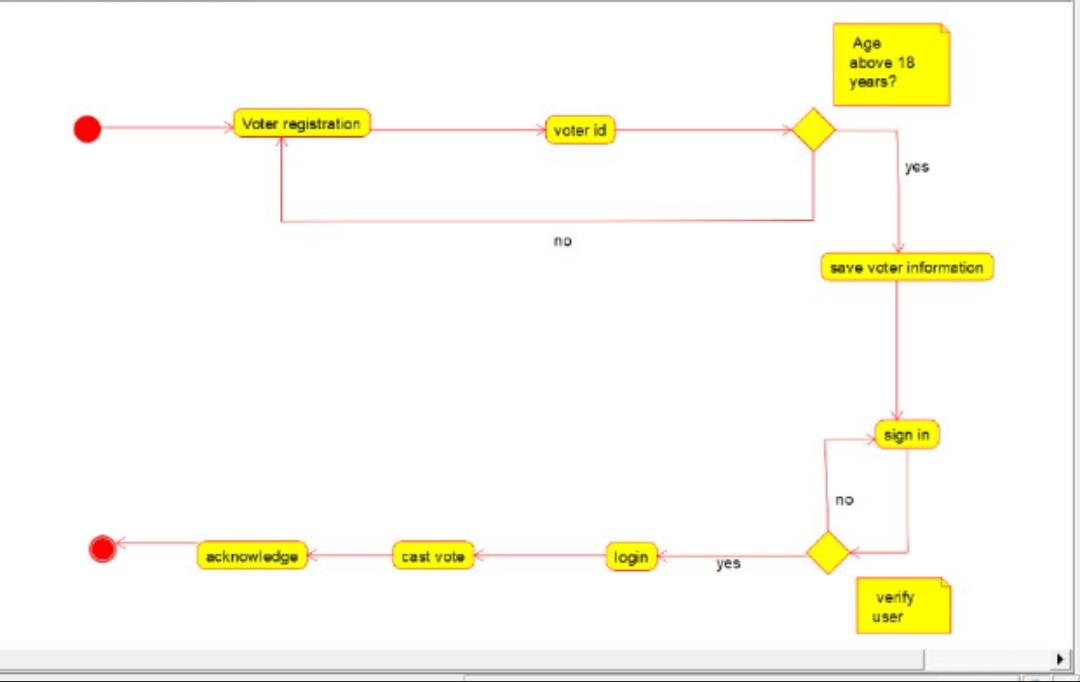 Age
above 18
years?
Voter registration
voter id
yes
no
save voter information
sign in
no
acknowledge
cast vote
login
yes
verify
user